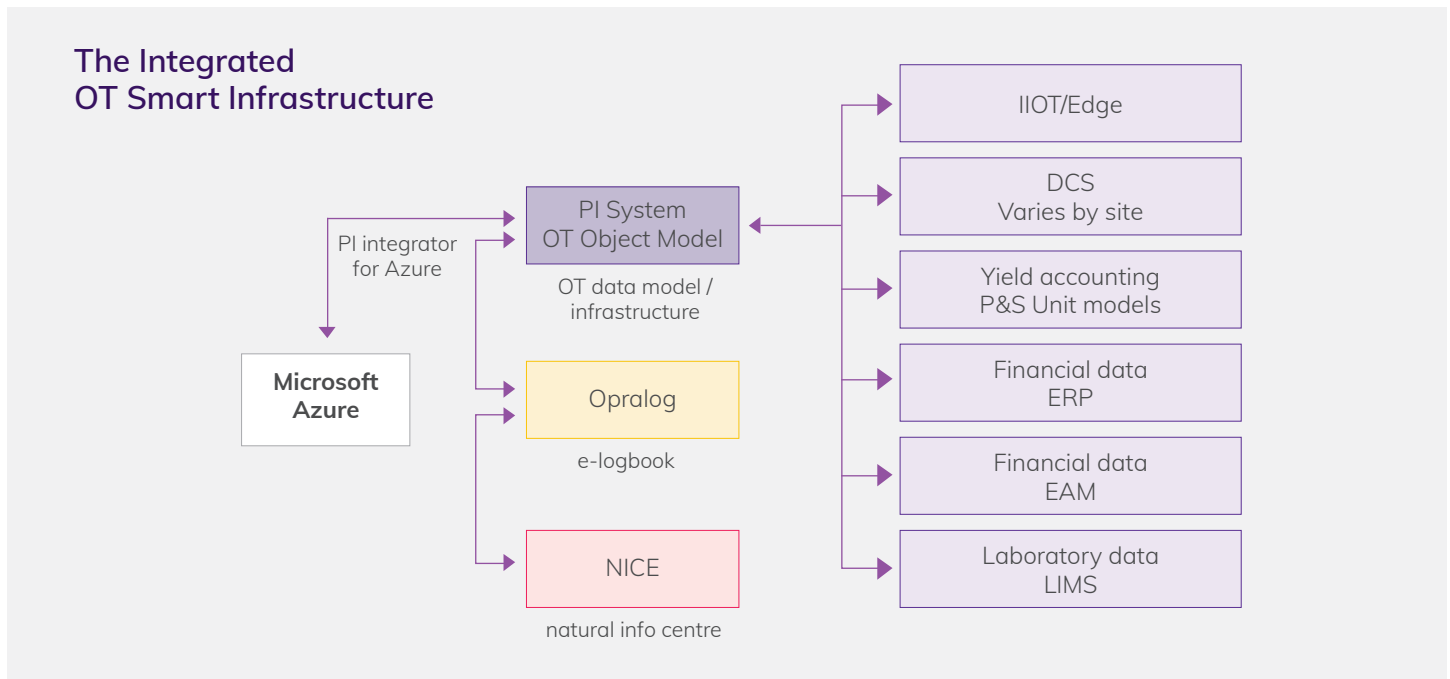 The Integrated
OT Smart Infrastructure
PI integrator
for Azure
Microsoft
Azure
PI System
OT Object Model
OT data model /
infrastructure
Opralog
e-logbook
NICE
natural info centre
IIOT/Edge
DCS
Varies by site
Yield accounting
P&S Unit models
Financial data
ERP
Financial data
EAM
Laboratory data
LIMS